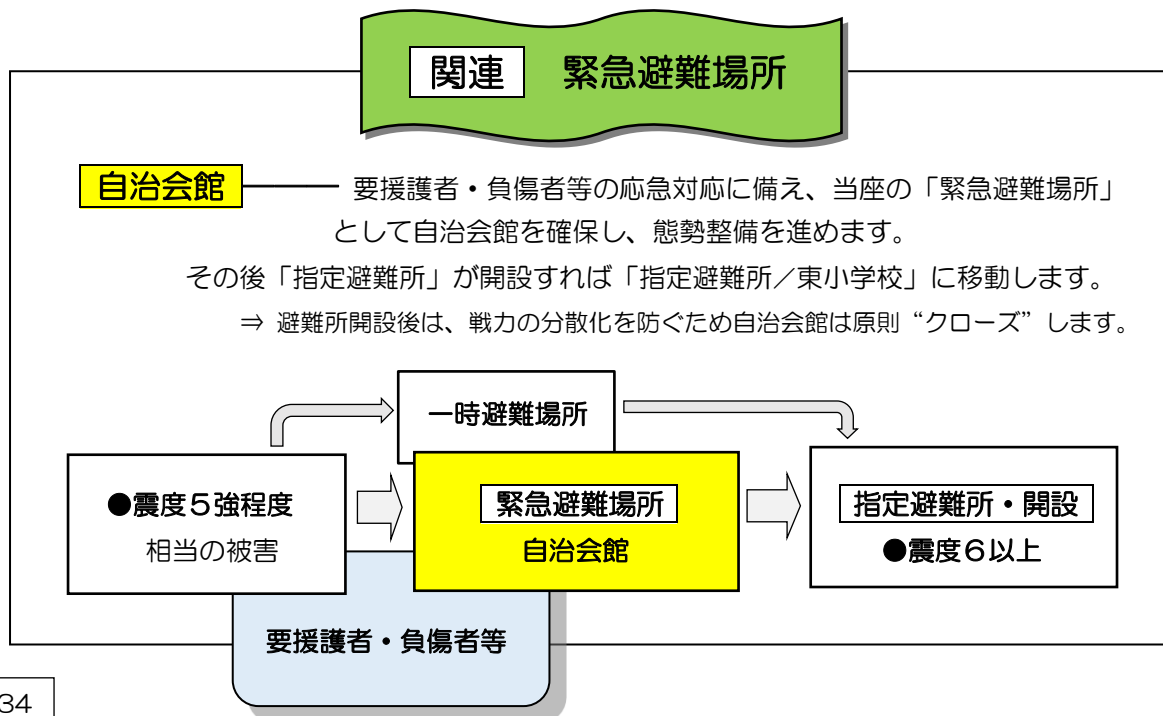 関連 緊急避難場所
自治会館 要援護者・負傷者等の応急対応に備え、当座の「緊急避難場所」
として自治会館を確保し、態勢整備を進めます。
その後「指定避難所」が開設すれば「指定避難所／東小学校」に移動します。
⇒ 避難所開設後は、戦力の分散化を防ぐため自治会館は原則“クローズ”します。
一時避難場所
●震度５強程度
相当の被害
緊急避難場所
自治会館
指定避難所・開設
●震度６以上
要援護者・負傷者等
34